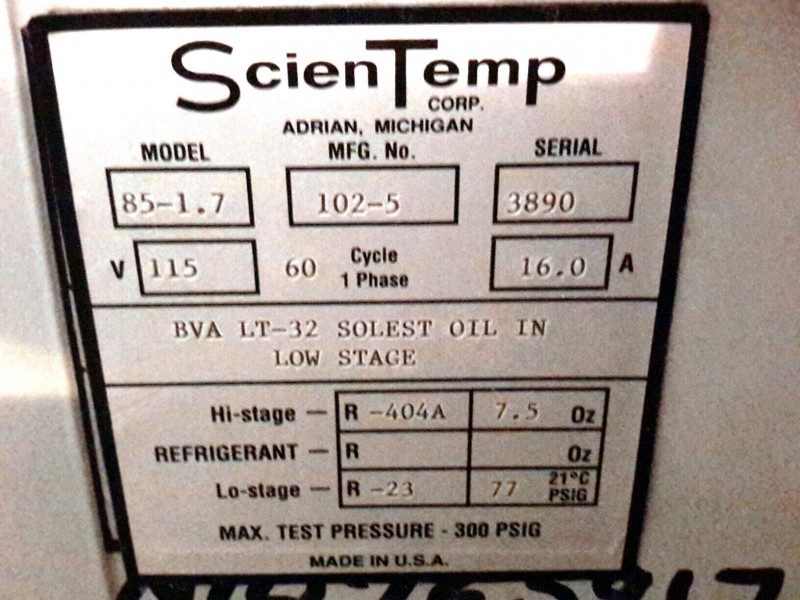 ScienTemp
CORP.
ADRIAN, MICHIGAN
MODEL MFG. No. SERIAL
85-1.7 102-5 3890
V 115 60 Cycle 1 Phase 16.0 A
BVA LT-32 SOLEST OIL IN
LOW STAGE
Hi-stage — R -404A 7.5 Oz
REFRIGERANT — R Oz
Lo-stage — R -23 77 21°C PSIG
MAX. TEST PRESSURE - 300 PSIG
MADE IN U.S.A.